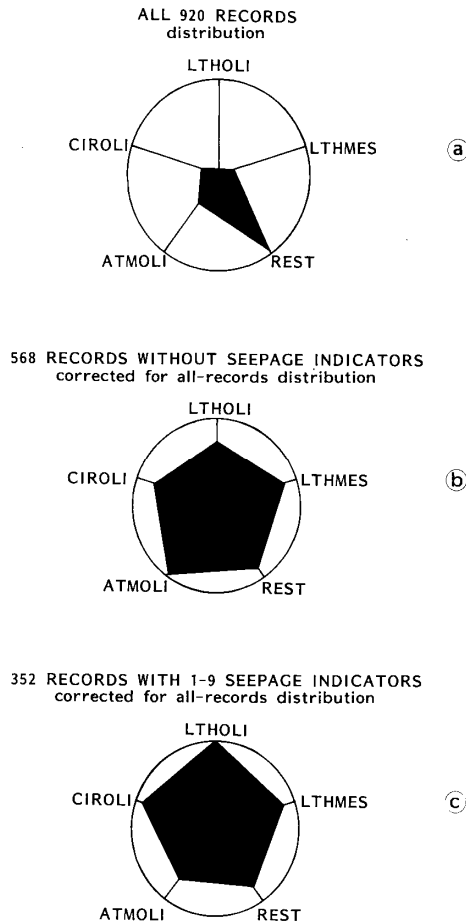 ALL 920 RECORDS
distribution
LTHOLI
CIROLI
LTHMES
a
ATMOLI
REST
568 RECORDS WITHOUT SEEPAGE INDICATORS
corrected for all-records distribution
LTHOLI
CIROLI
LTHMES
b
ATMOLI
REST
352 RECORDS WITH 1-9 SEEPAGE INDICATORS
corrected for all-records distribution
LTHOLI
CIROLI
LTHMES
c
ATMOLI
REST